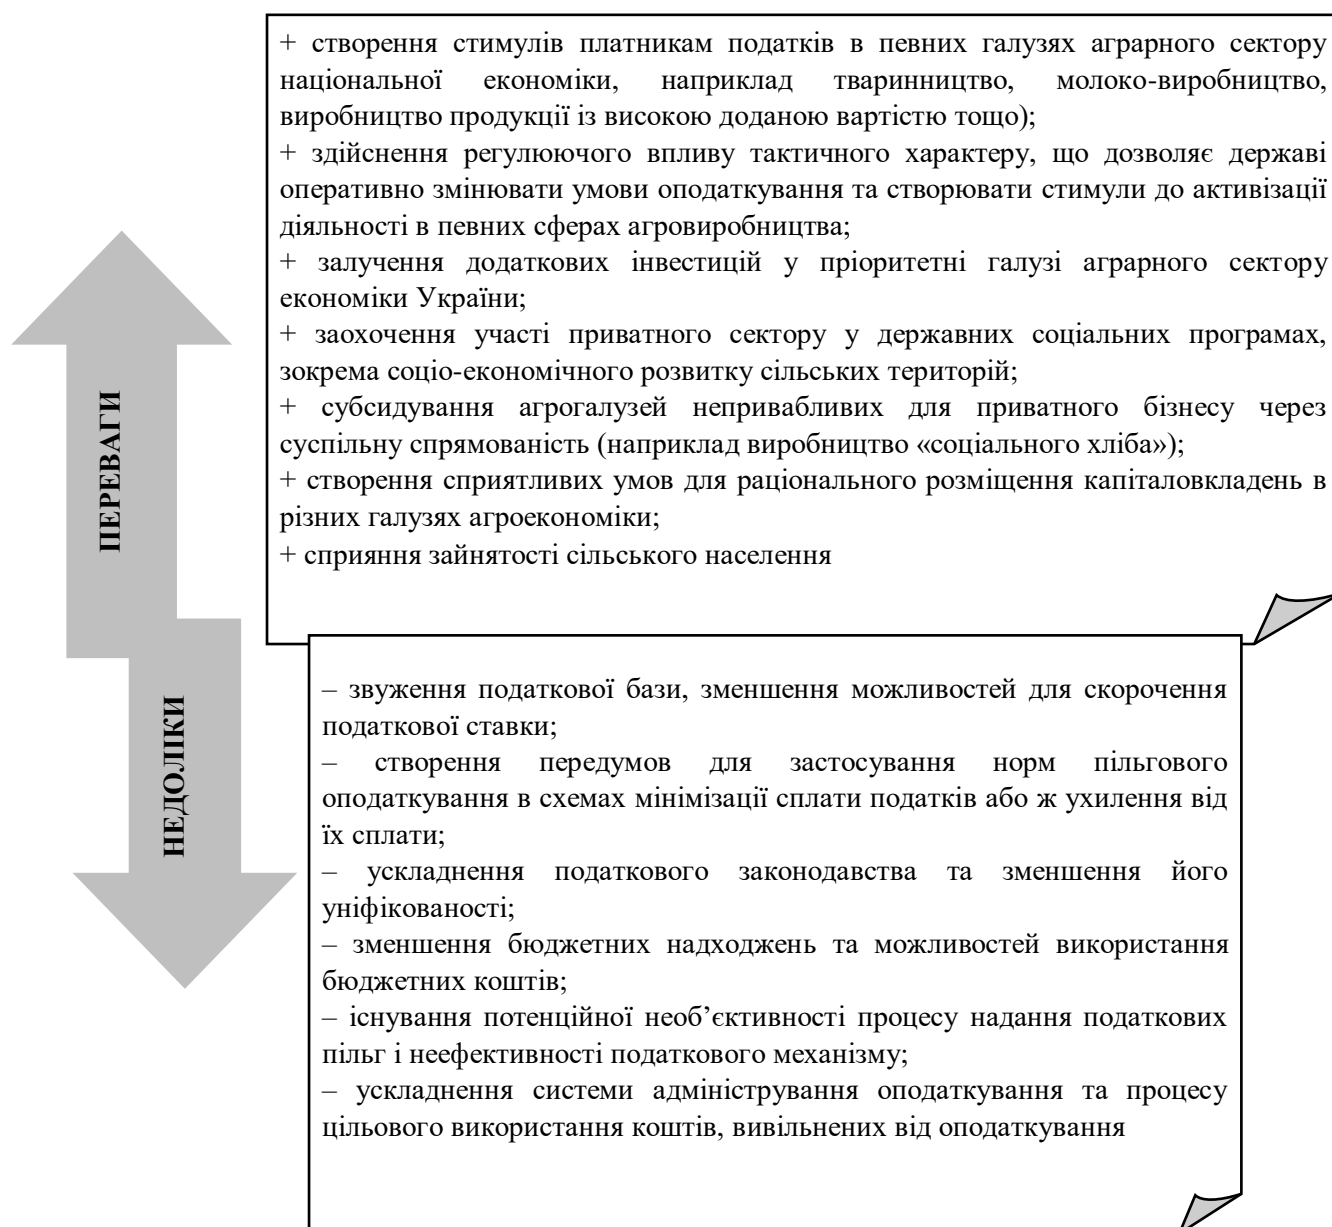 + створення стимулів платникам податків в певних галузях аграрного сектору
національної економіки, наприклад тваринництво, молоко-виробництво,
виробництво продукції із високою доданою вартістю тощо);
+ здійснення регулюючого впливу тактичного характеру, що дозволяє державі
оперативно змінювати умови оподаткування та створювати стимули до активізації
діяльності в певних сферах агровиробництва;
+ залучення додаткових інвестицій у пріоритетні галузі аграрного сектору
економіки України;
+ заохочення участі приватного сектору у державних соціальних програмах,
зокрема соціо-економічного розвитку сільських територій;
+ субсидування агрогалузей непривабливих для приватного бізнесу через
суспільну спрямованість (наприклад виробництво «соціального хліба»);
+ створення сприятливих умов для раціонального розміщення капіталовкладень в
різних галузях агроекономіки;
+ сприяння зайнятості сільського населення
ПЕРЕВАГИ
НЕДОЛІКИ
– звуження податкової бази, зменшення можливостей для скорочення
податкової ставки;
– створення передумов для застосування норм пільгового
оподаткування в схемах мінімізації сплати податків або ж ухилення від
їх сплати;
– ускладнення податкового законодавства та зменшення його
уніфікованості;
– зменшення бюджетних надходжень та можливостей використання
бюджетних коштів;
– існування потенційної необ’єктивності процесу надання податкових
пільг і неефективності податкового механізму;
– ускладнення системи адміністрування оподаткування та процесу
цільового використання коштів, вивільнених від оподаткування